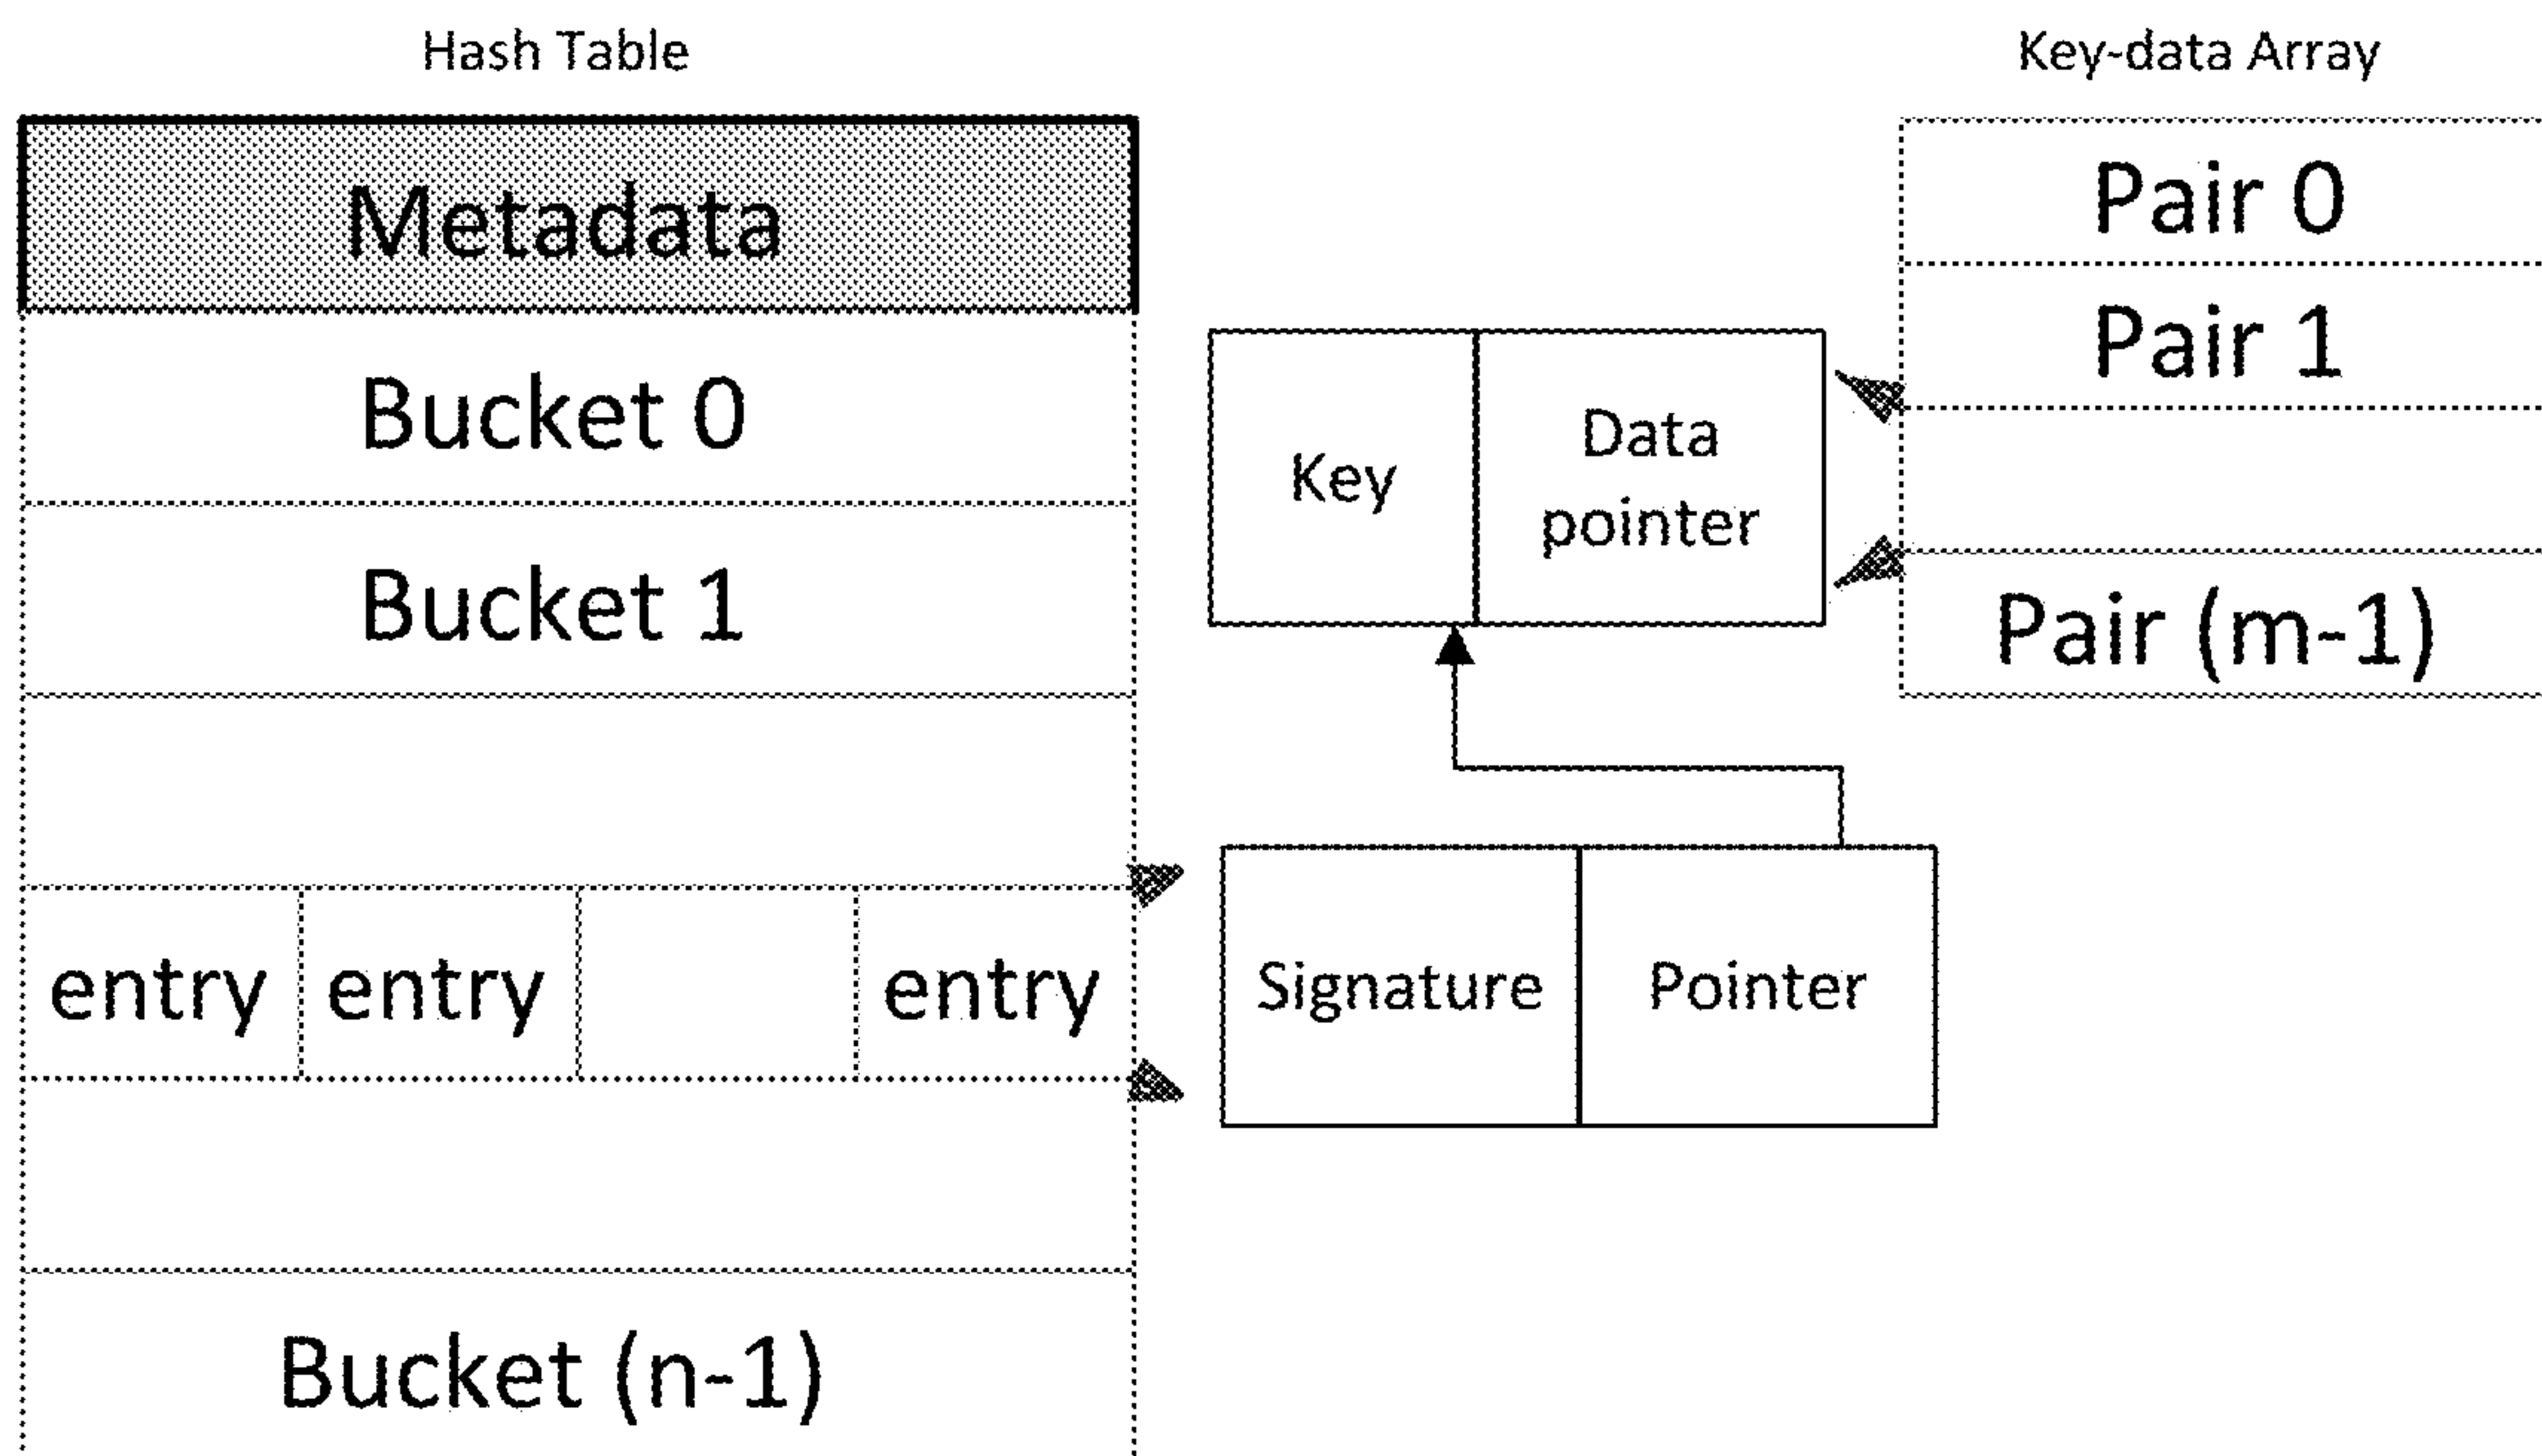 Hash Table
Metadata
Bucket 0
Bucket 1
entry entry entry
Bucket (n-1)
Key
Data
pointer
Signature
Pointer
Key-data Array
Pair 0
Pair 1
Pair (m-1)